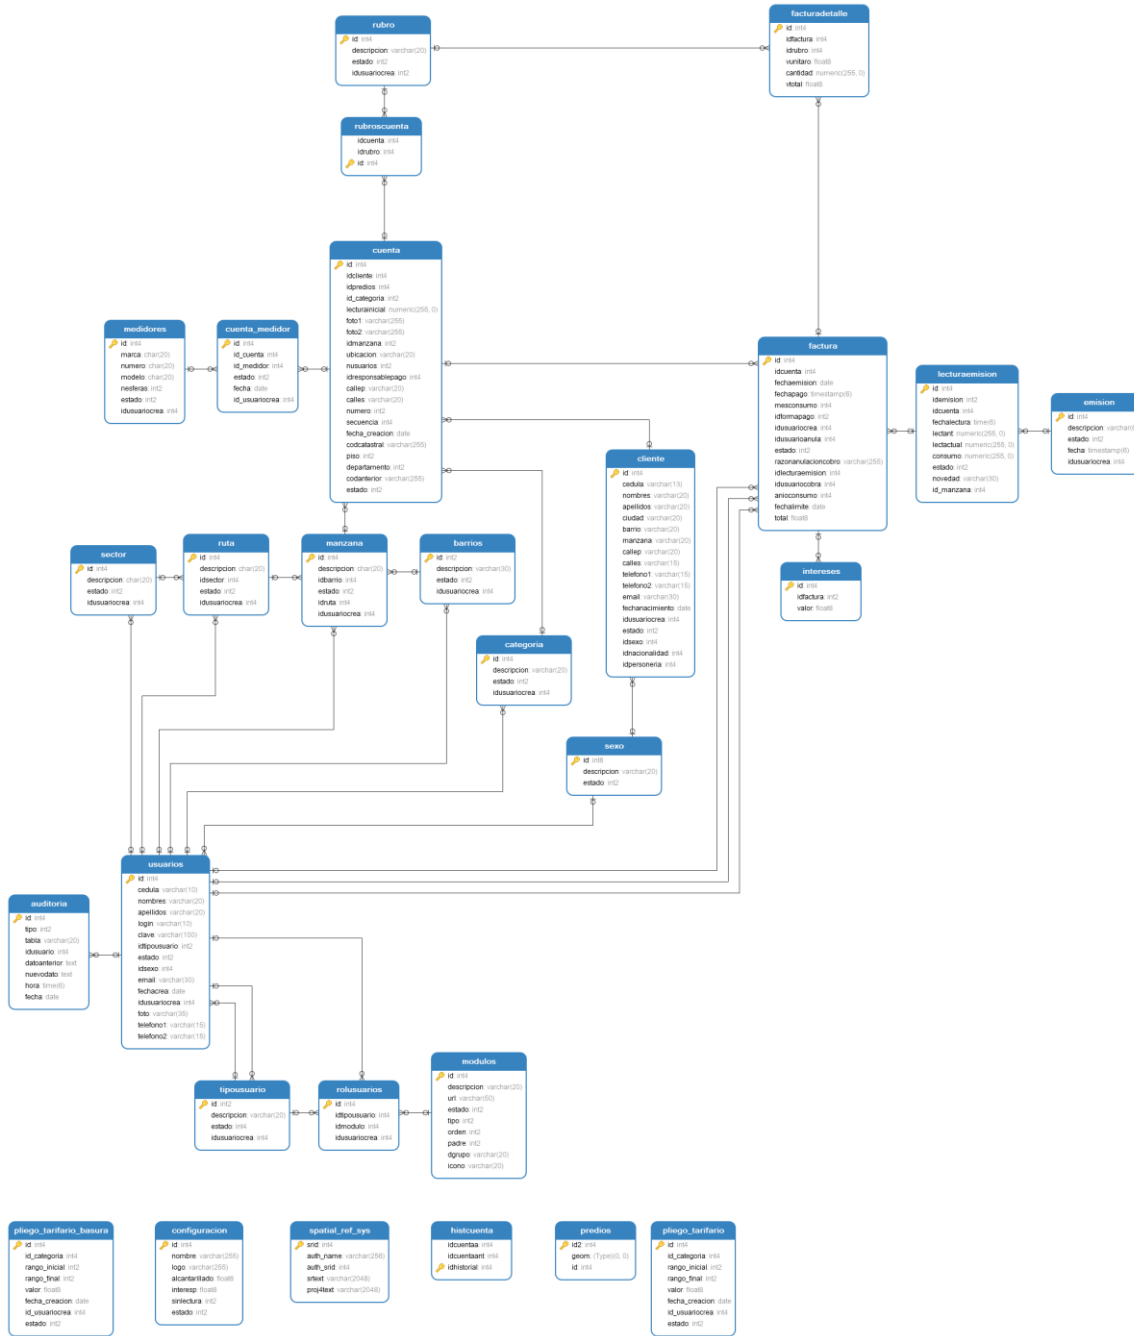 rubro
id: int4
descripcion: varchar(20)
estado: int2
idusuariocrea: int2
facturadetalle
id: int4
idfactura: int4
idrubro: int4
vunitaro: float8
cantidad: numeric(255, 0)
vtotal: float8
rubroscuenta
idcuenta: int4
idrubro: int4
id: int4
cuenta
id: int4
idcliente: int4
idpredios: int4
id_categoria: int2
lecturainicial: numeric(255, 0)
foto1: varchar(255)
foto2: varchar(255)
idmanzana: int2
ubicacion: varchar(20)
nusuarios: int2
idresponsablepago: int4
callep: varchar(20)
calles: varchar(20)
numero: int2
secuencia: int4
fecha_creacion: date
codcatastral: varchar(255)
piso: int2
departamento: int2
codanterior: varchar(255)
estado: int2
medidores
id: int4
marca: char(20)
numero: char(20)
modelo: char(20)
nesferas: int2
estado: int2
idusuariocrea: int4
cuenta_medidor
id: int4
id_cuenta: int4
id_medidor: int4
estado: int2
fecha: date
id_usuariocrea: int4
factura
id: int4
idcuenta: int4
fechaemision: date
fechapago: timestamp(6)
mesconsumo: int4
idformapago: int2
idusuariocrea: int4
idusuarioanula: int4
estado: int2
razonanulacioncobro: varchar(255)
idlecturaemision: int4
idusuariocobra: int4
anioconsumo: int4
fechalimite: date
total: float8
lecturaemision
id: int4
idemision: int2
idcuenta: int4
fechalectura: time(6)
lectant: numeric(255, 0)
lectactual: numeric(255, 0)
consumo: numeric(255, 0)
estado: int2
novedad: varchar(30)
id_manzana: int4
emision
id: int4
descripcion: varchar(
estado: int2
fecha: timestamp(6)
idusuariocrea: int4
cliente
id: int4
cedula: varchar(13)
nombres: varchar(20)
apellidos: varchar(20)
ciudad: varchar(20)
barrio: varchar(20)
manzana: varchar(20)
callep: varchar(20)
calles: varchar(15)
telefono1: varchar(15)
telefono2: varchar(15)
email: varchar(30)
fechanacimiento: date
idusuariocrea: int4
estado: int2
idsexo: int4
idnacionalidad: int4
idpersoneria: int4
sector
id: int4
descripcion: char(20)
estado: int2
idusuariocrea: int4
ruta
id: int4
descripcion: char(20)
idsector: int4
estado: int2
idusuariocrea: int4
manzana
id: int4
descripcion: char(20)
idbarrio: int4
estado: int2
idruta: int4
idusuariocrea: int4
barrios
id: int2
descripcion: varchar(30)
estado: int2
idusuariocrea: int4
intereses
id: int4
idfactura: int2
valor: float8
categoria
id: int4
descripcion: varchar(20)
estado: int2
idusuariocrea: int4
sexo
id: int8
descripcion: varchar(20)
estado: int2
usuarios
id: int4
cedula: varchar(10)
nombres: varchar(20)
apellidos: varchar(20)
login: varchar(10)
clave: varchar(100)
idtipousuario: int2
estado: int2
idsexo: int4
email: varchar(30)
fechacrea: date
idusuariocrea: int4
foto: varchar(35)
telefono1: varchar(15)
telefono2: varchar(15)
auditoria
id: int4
tipo: int2
tabla: varchar(20)
idusuario: int4
datoanterior: text
nuevodato: text
hora: time(6)
fecha: date
tipousuario
id: int2
descripcion: varchar(20)
estado: int4
idusuariocrea: int4
rolusuarios
id: int4
idtipousuario: int4
idmodulo: int4
idusuariocrea: int4
modulos
id: int4
descripcion: varchar(20)
url: varchar(50)
estado: int2
tipo: int2
orden: int2
padre: int2
dgrupo: varchar(20)
icono: varchar(20)
pliego_tarifario_basura
id: int4
id_categoria: int4
rango_inicial: int2
rango_final: int2
valor: float8
fecha_creacion: date
id_usuariocrea: int4
estado: int2
configuracion
id: int4
nombre: varchar(255)
logo: varchar(255)
alcantarillado: float8
interesp: float8
sinlectura: int2
estado: int2
spatial_ref_sys
srid: int4
auth_name: varchar(256)
auth_srid: int4
srtext: varchar(2048)
proj4text: varchar(2048)
histcuenta
idcuentaa: int4
idcuentaant: int4
idhistorial: int4
predios
id2: int4
geom: (Type)(0, 0)
id: int4
pliego_tarifario
id: int4
id_categoria: int4
rango_inicial: int2
rango_final: int2
valor: float8
fecha_creacion: date
id_usuariocrea: int4
estado: int2